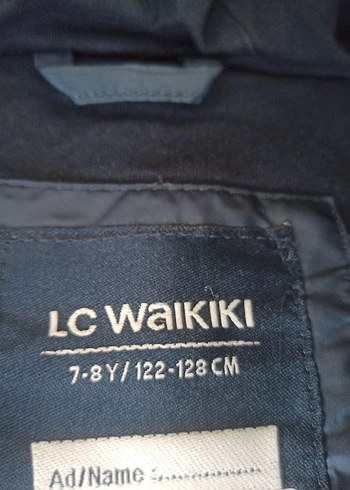 LC Waikiki
7-8 Y / 122-128 CM
Ad/Name :..............